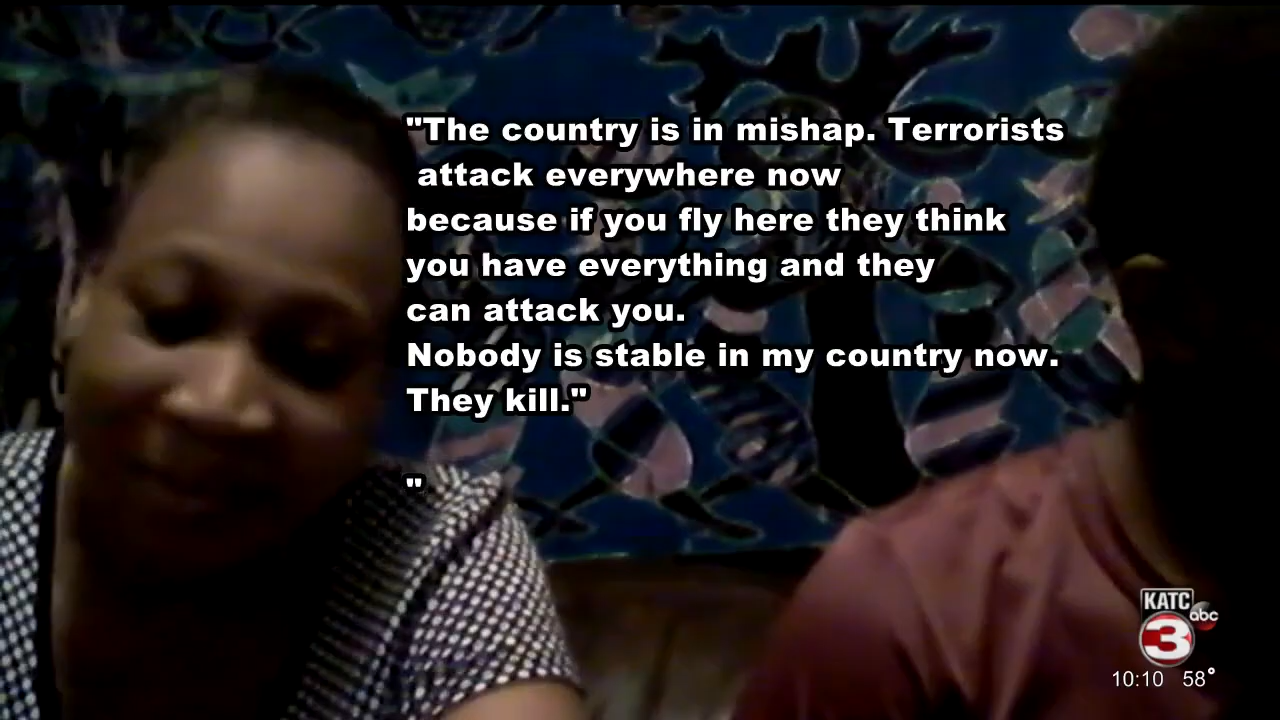 "The country is in mishap. Terrorists
attack everywhere now
because if you fly here they think
you have everything and they
can attack you.
Nobody is stable in my country now.
They kill."
"
KATC
abc
3
10:10 58°